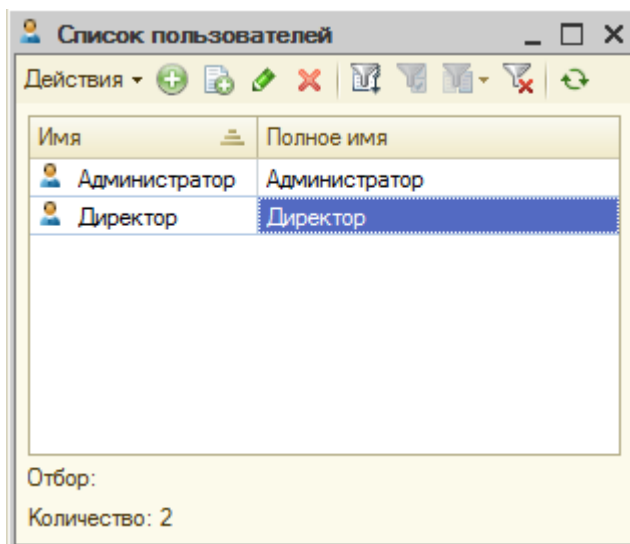 Список пользователей
Действия
Имя Полное имя
Администратор Администратор
Директор Директор
Отбор:
Количество: 2